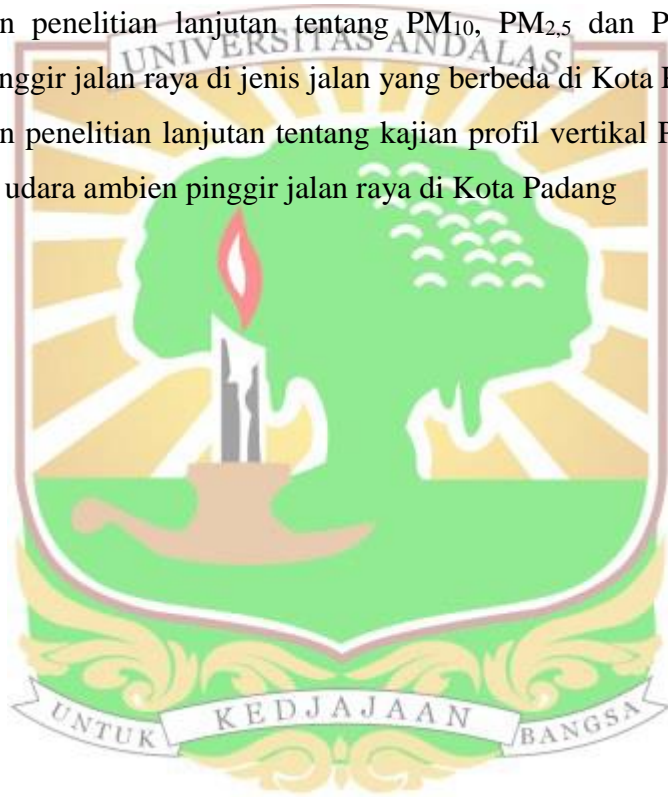 n penelitian lanjutan tentang PM₁₀, PM₂,₅ dan P
UNIVERSITAS ANDALAS
nggir jalan raya di jenis jalan yang berbeda di Kota
n penelitian lanjutan tentang kajian profil vertikal
udara ambien pinggir jalan raya di Kota Padang
UNTUK KEDJAJAAN BANGSA